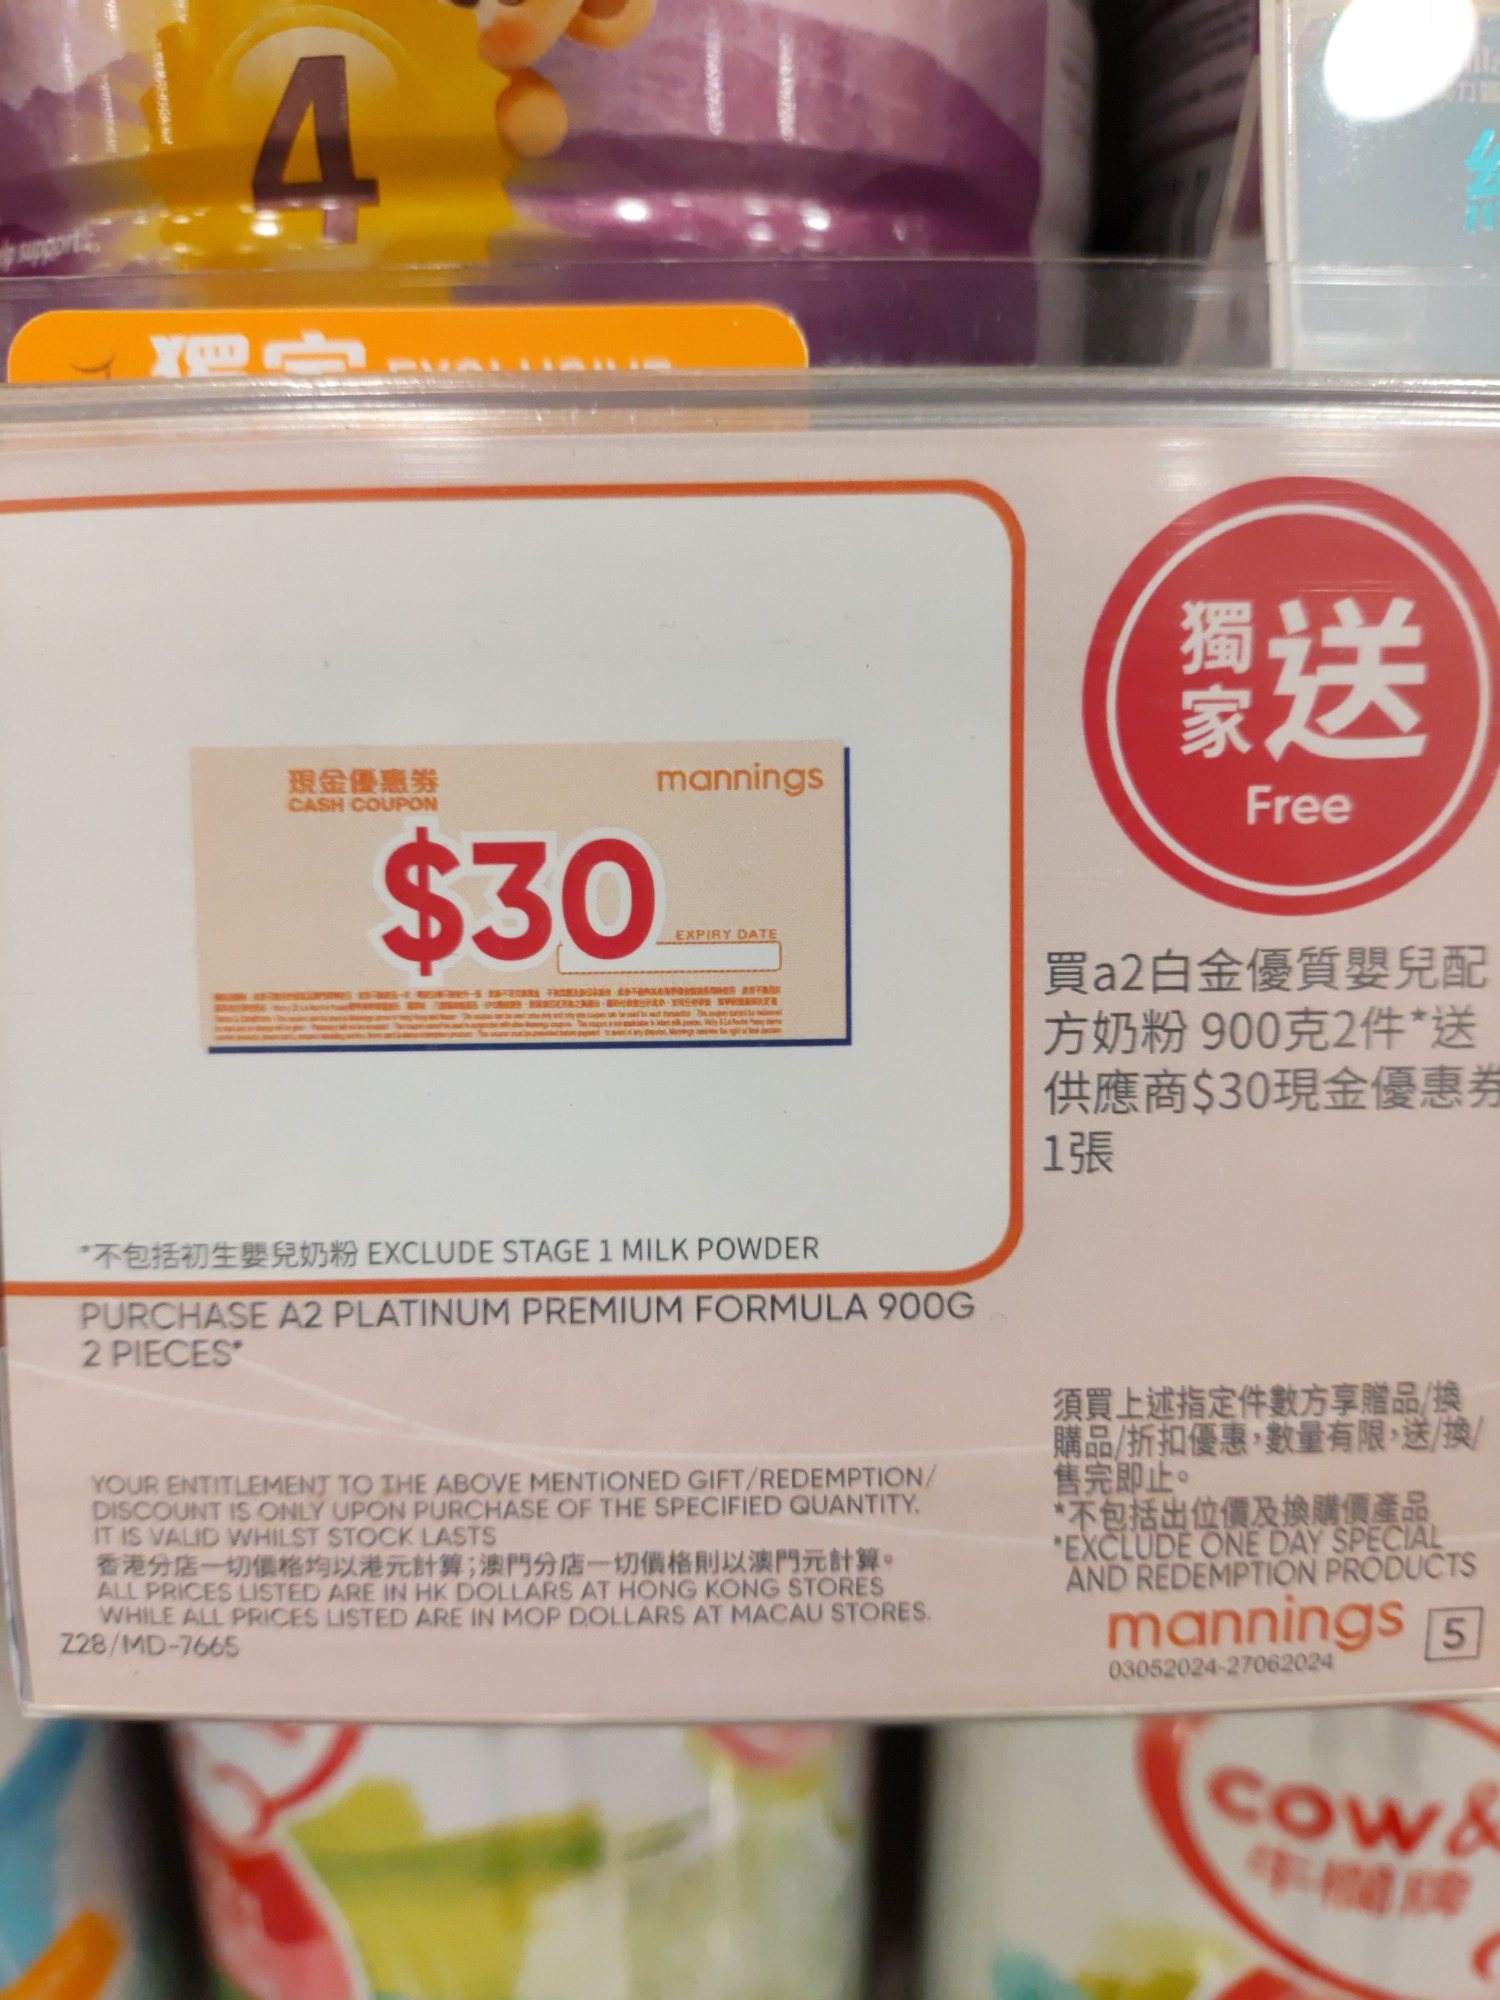 4
獨家 EXCLUSIVE
獨家送
Free
現金優惠券
CASH COUPON
mannings
$30
EXPIRY DATE
買a2白金優質嬰兒配
方奶粉 900克2件*送
供應商$30現金優惠券
1張
*不包括初生嬰兒奶粉 EXCLUDE STAGE 1 MILK POWDER
PURCHASE A2 PLATINUM PREMIUM FORMULA 900G
2 PIECES*
YOUR ENTITLEMENT TO THE ABOVE MENTIONED GIFT/REDEMPTION/
DISCOUNT IS ONLY UPON PURCHASE OF THE SPECIFIED QUANTITY.
IT IS VALID WHILST STOCK LASTS
香港分店一切價格均以港元計算;澳門分店一切價格則以澳門元計算。
ALL PRICES LISTED ARE IN HK DOLLARS AT HONG KONG STORES
WHILE ALL PRICES LISTED ARE IN MOP DOLLARS AT MACAU STORES.
Z28/MD-7665
須買上述指定件數方享贈品/換
購品/折扣優惠,數量有限,送/換/
售完即止。
*不包括出位價及換購價產品
*EXCLUDE ONE DAY SPECIAL
AND REDEMPTION PRODUCTS
mannings 5
03052024-27062024
cow&
牛欄牌